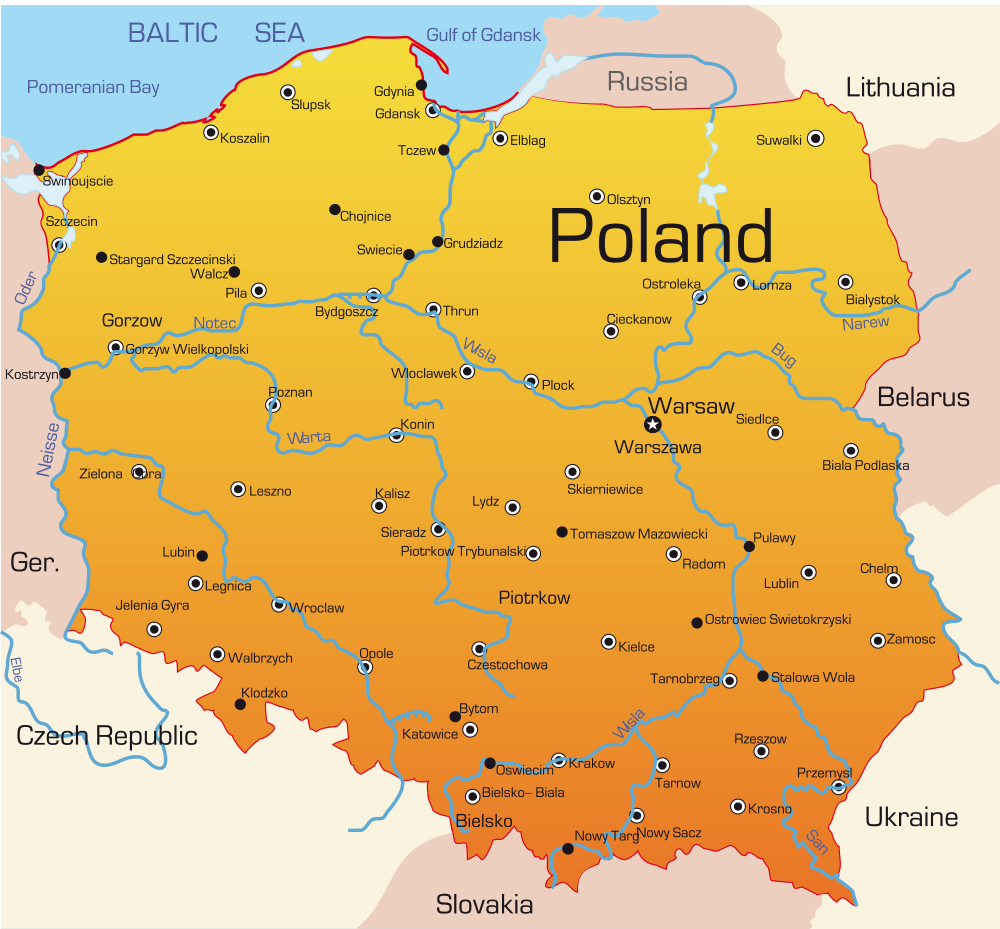 BALTIC SEA
Gulf of Gdansk
Pomeranian Bay
Russia
Lithuania
Gdynia
Slupsk
Gdansk
Koszalin
Elblag
Suwalki
Tczew
Swinoujscie
Olsztyn
Chojnice
Szczecin
Poland
Swiecie
Grudziadz
Stargard Szczecinski
Walcz
Oder
Pila
Ostroleka
Lomza
Bialystok
Bydgoszcz
Thrun
Gorzow
Notec
Cieckanow
Narew
Gorzyw Wielkopolski
Wisla
Bug
Kostrzyn
Wloclawek
Plock
Poznan
Warsaw
Belarus
Siedlce
Konin
Warta
Warszawa
Neisse
Biala Podlaska
Zielona Gora
Leszno
Skierniewice
Kalisz
Lydz
Sieradz
Tomaszow Mazowiecki
Pulawy
Lubin
Piotrkow Trybunalski
Radom
Ger.
Chelm
Lublin
Legnica
Piotrkow
Jelenia Gyra
Wroclaw
Ostrowiec Swietokrzyski
Kielce
Zamosc
Walbrzych
Opole
Czestochowa
Elbe
Tarnobrzeg
Stalowa Wola
Klodzko
Bytom
Wisla
Czech Republic
Katowice
Rzeszow
Oswiecim
Krakow
Przemysl
Tarnow
Bielsko- Biala
Krosno
Ukraine
Bielsko
Nowy Targ
Nowy Sacz
San
Slovakia